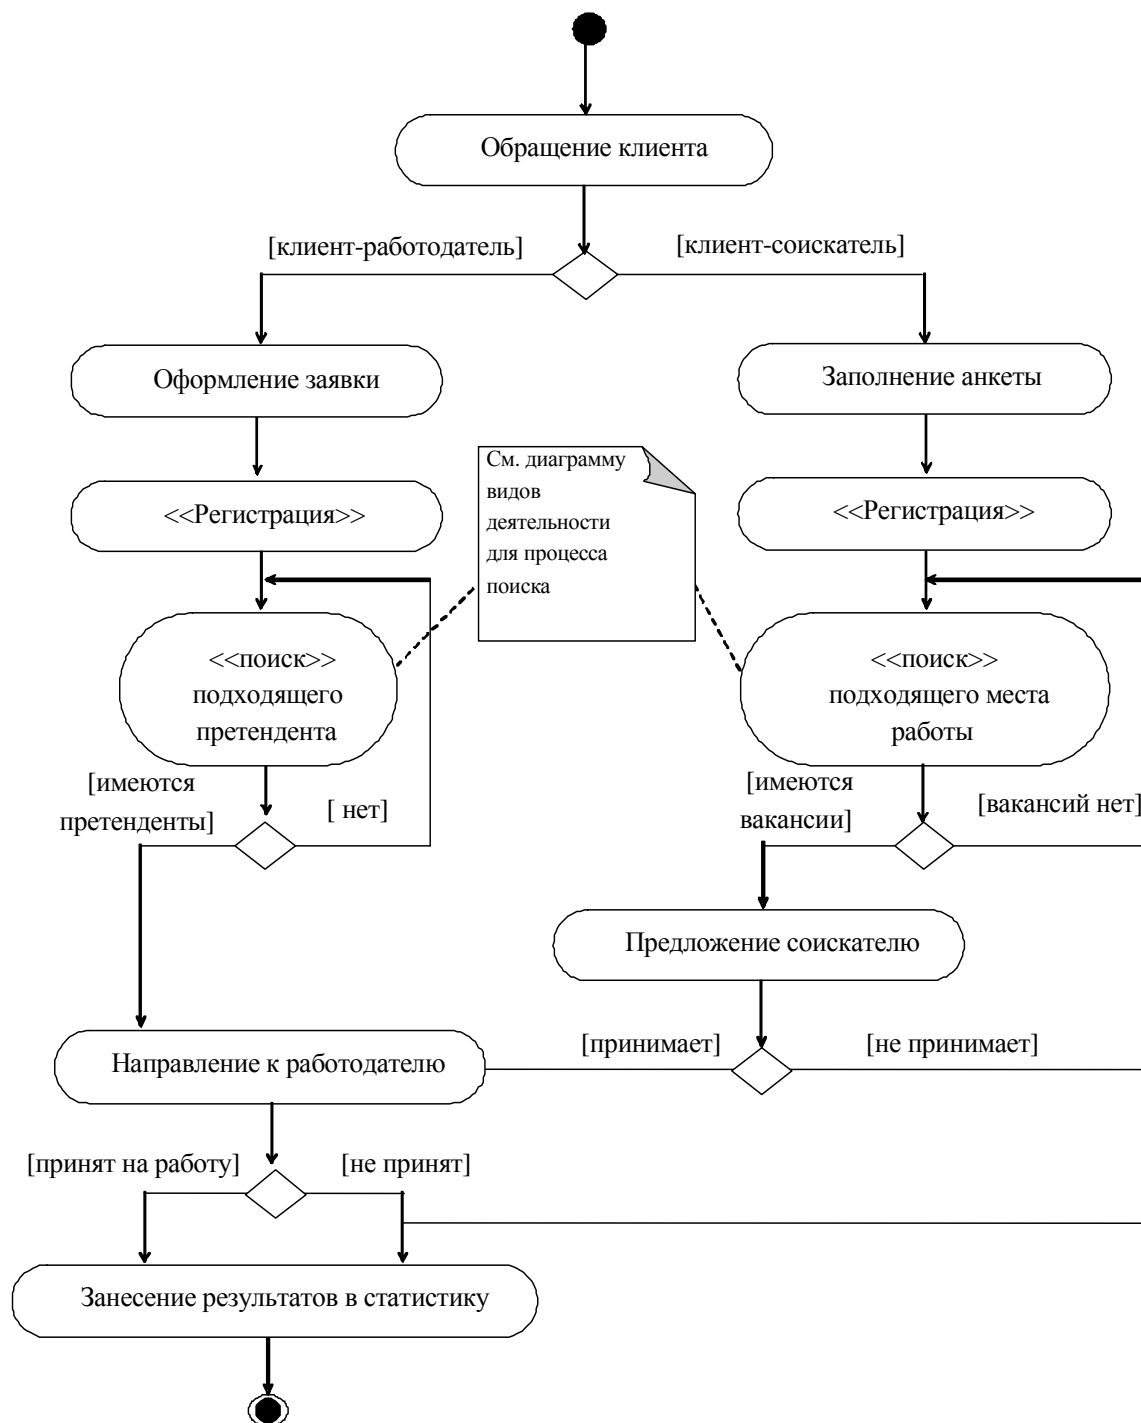 Обращение клиента
[клиент-работодатель]
[клиент-соискатель]
Оформление заявки
Заполнение анкеты
См. диаграмму
видов
деятельности
для процесса
поиска
<<Регистрация>>
<<Регистрация>>
<<поиск>>
подходящего
претендента
<<поиск>>
подходящего места
работы
[имеются
претенденты]
[ нет]
[имеются
вакансии]
[вакансий нет]
Предложение соискателю
[принимает]
[не принимает]
Направление к работодателю
[принят на работу]
[не принят]
Занесение результатов в статистику